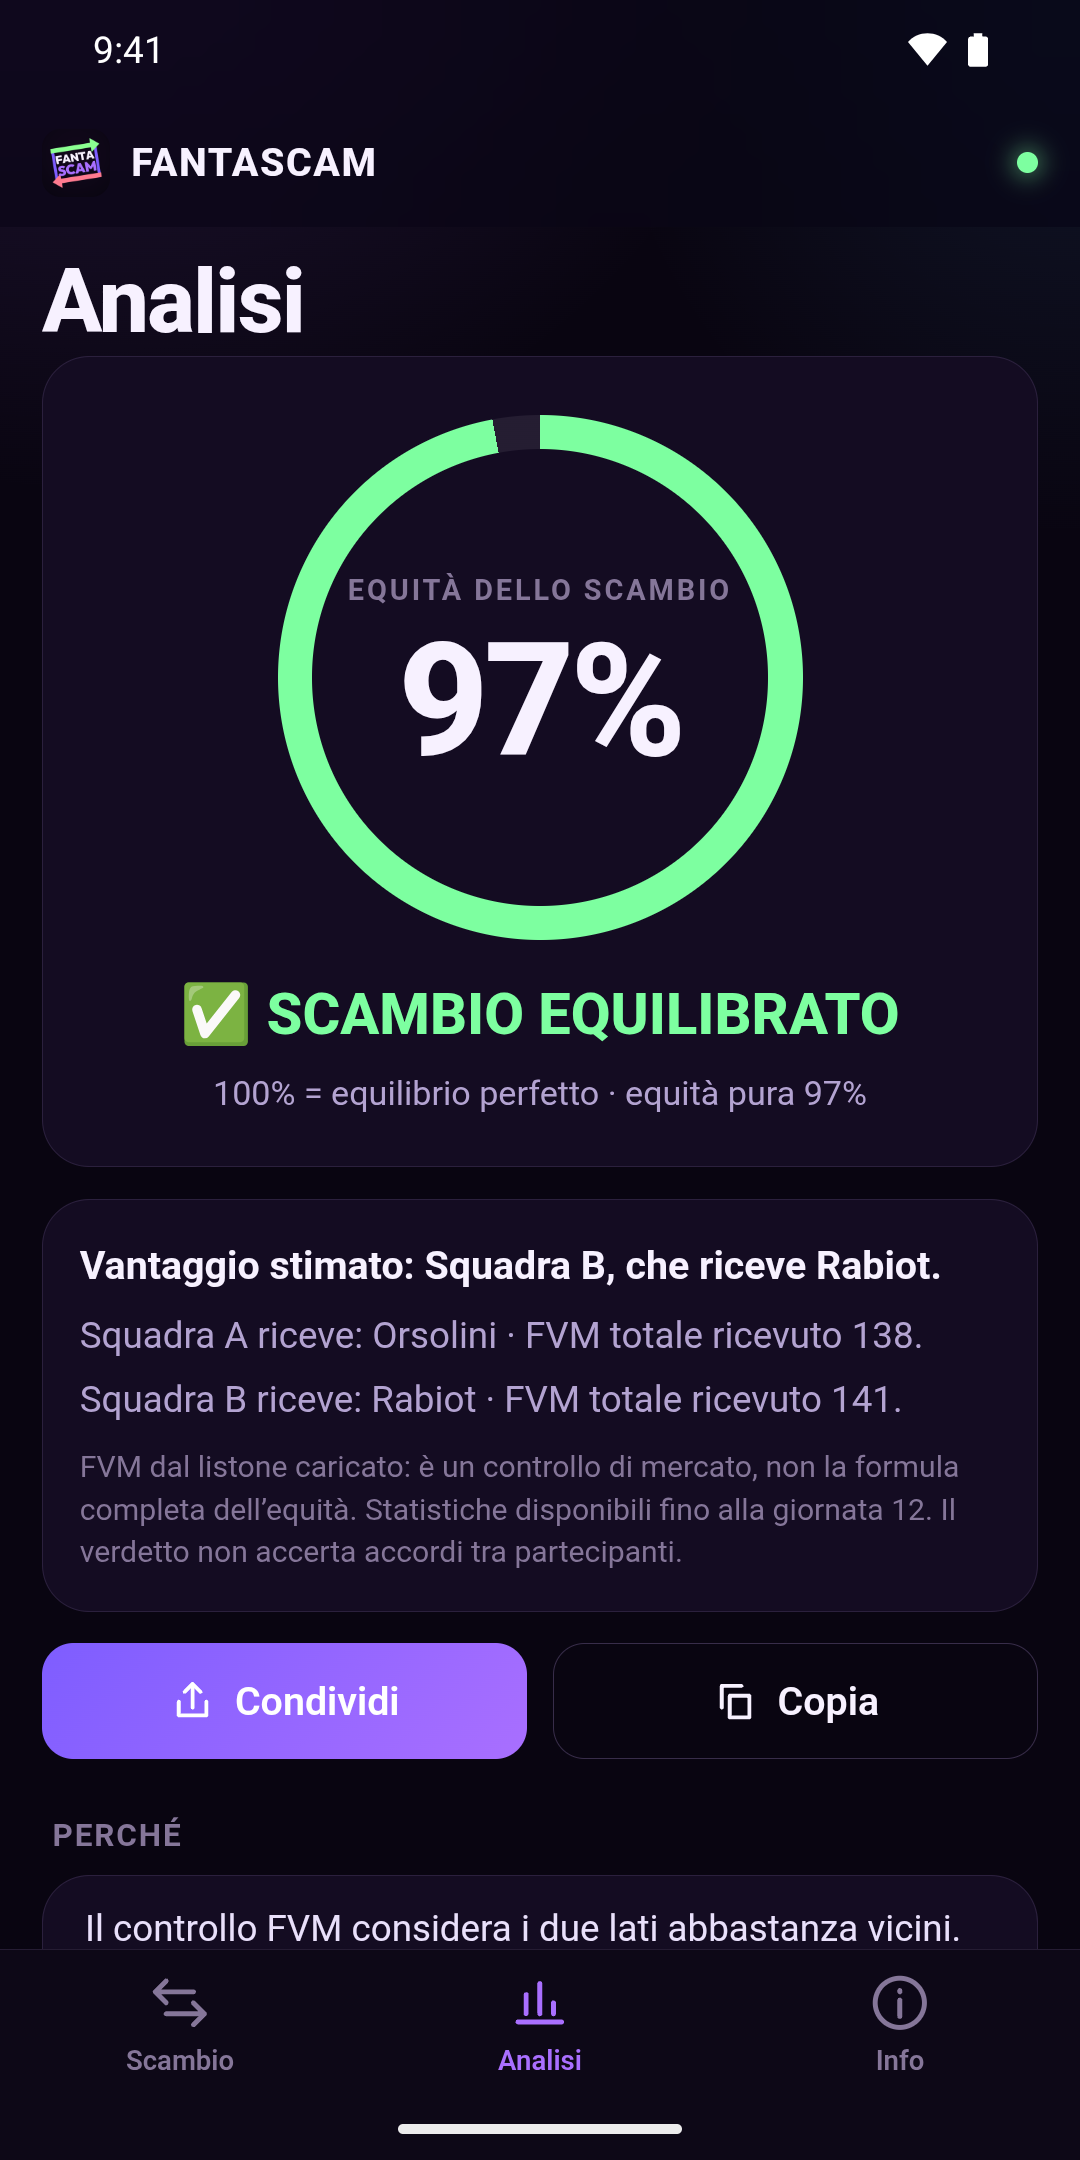 9:41
FANTA
SCAM
FANTASCAM
Analisi
EQUITÀ DELLO SCAMBIO
97%
✅ SCAMBIO EQUILIBRATO
100% = equilibrio perfetto · equità pura 97%
Vantaggio stimato: Squadra B, che riceve Rabiot.
Squadra A riceve: Orsolini · FVM totale ricevuto 138.
Squadra B riceve: Rabiot · FVM totale ricevuto 141.
FVM dal listone caricato: è un controllo di mercato, non la formula
completa dell’equità. Statistiche disponibili fino alla giornata 12. Il
verdetto non accerta accordi tra partecipanti.
Condividi
Copia
PERCHÉ
Il controllo FVM considera i due lati abbastanza vicini.
Scambio
Analisi
Info